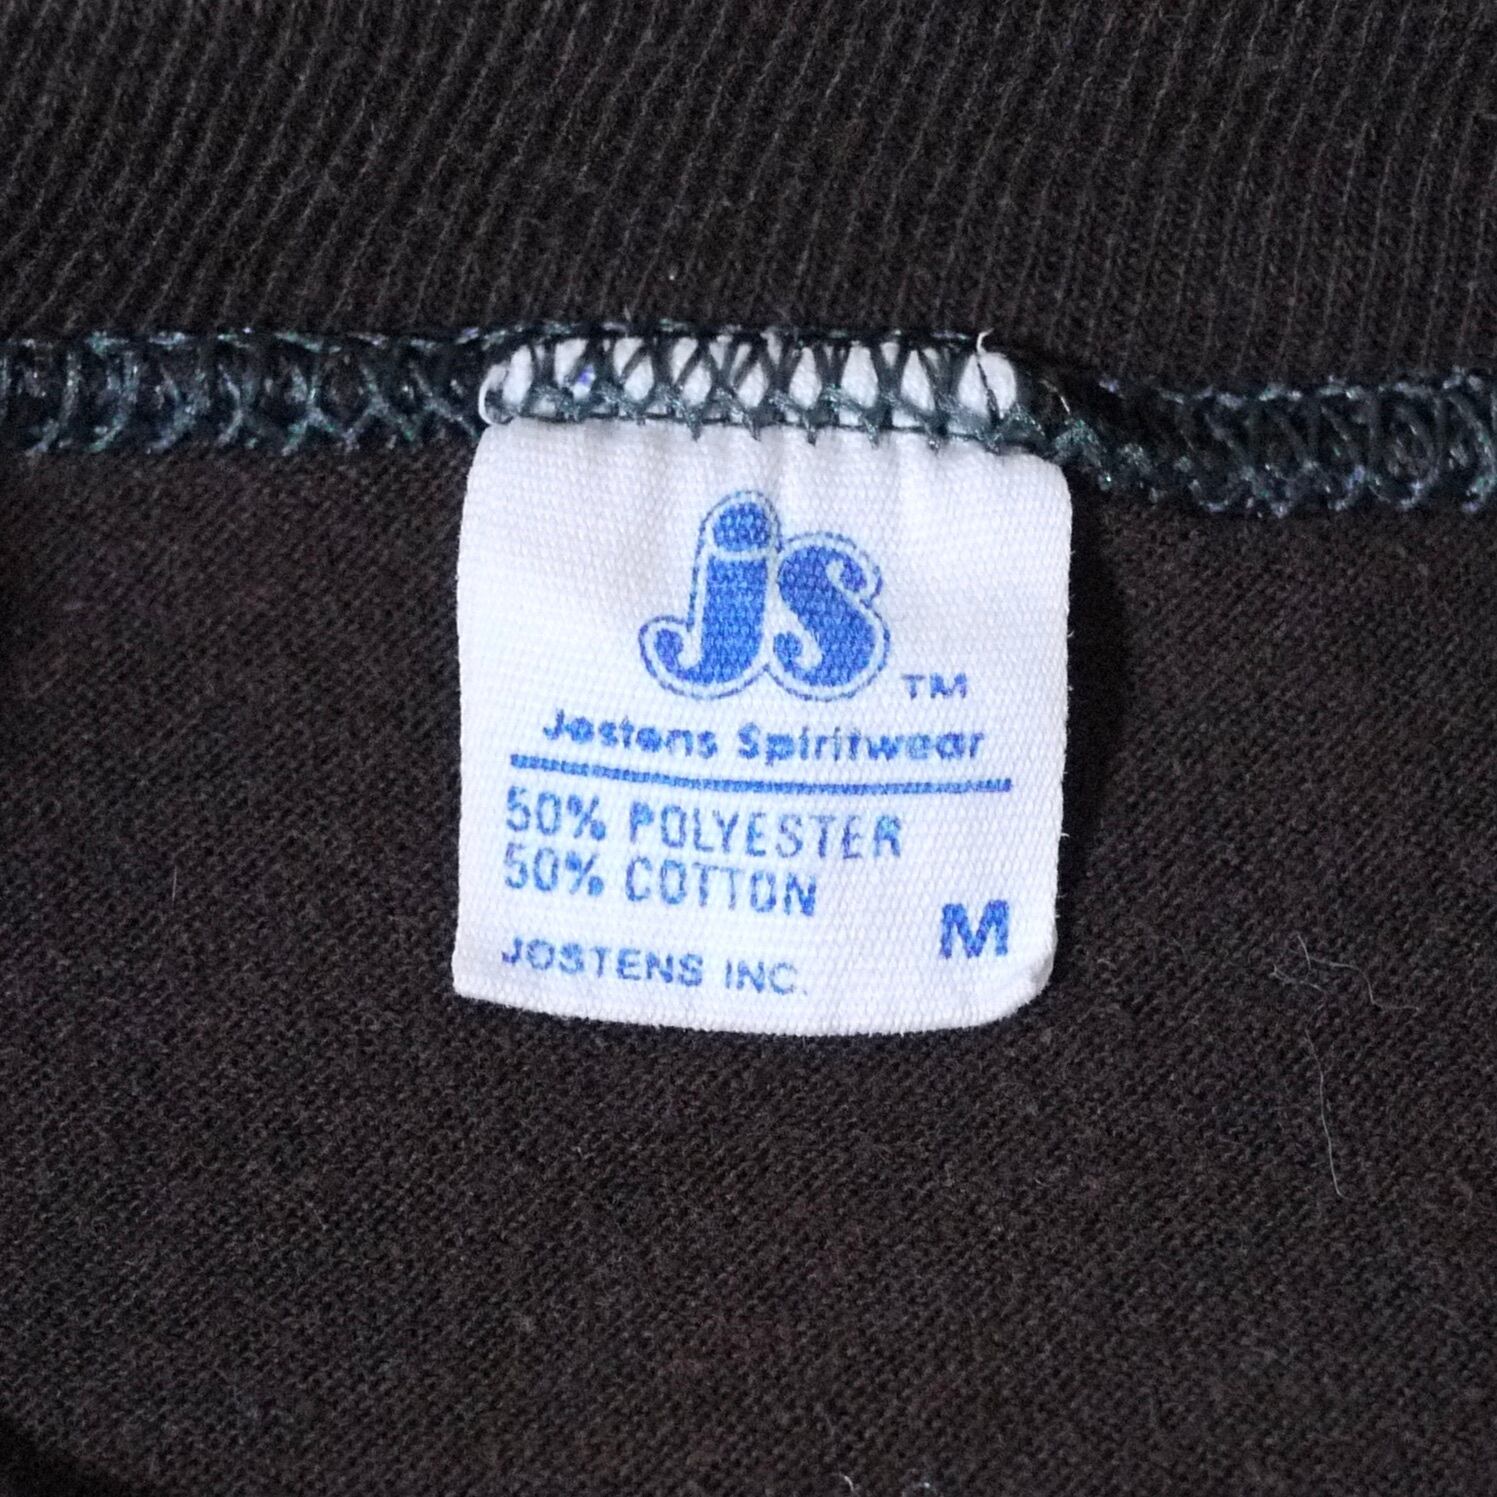 js TM
Jostens Spiritwear
50% POLYESTER
50% COTTON
M
JOSTENS INC.